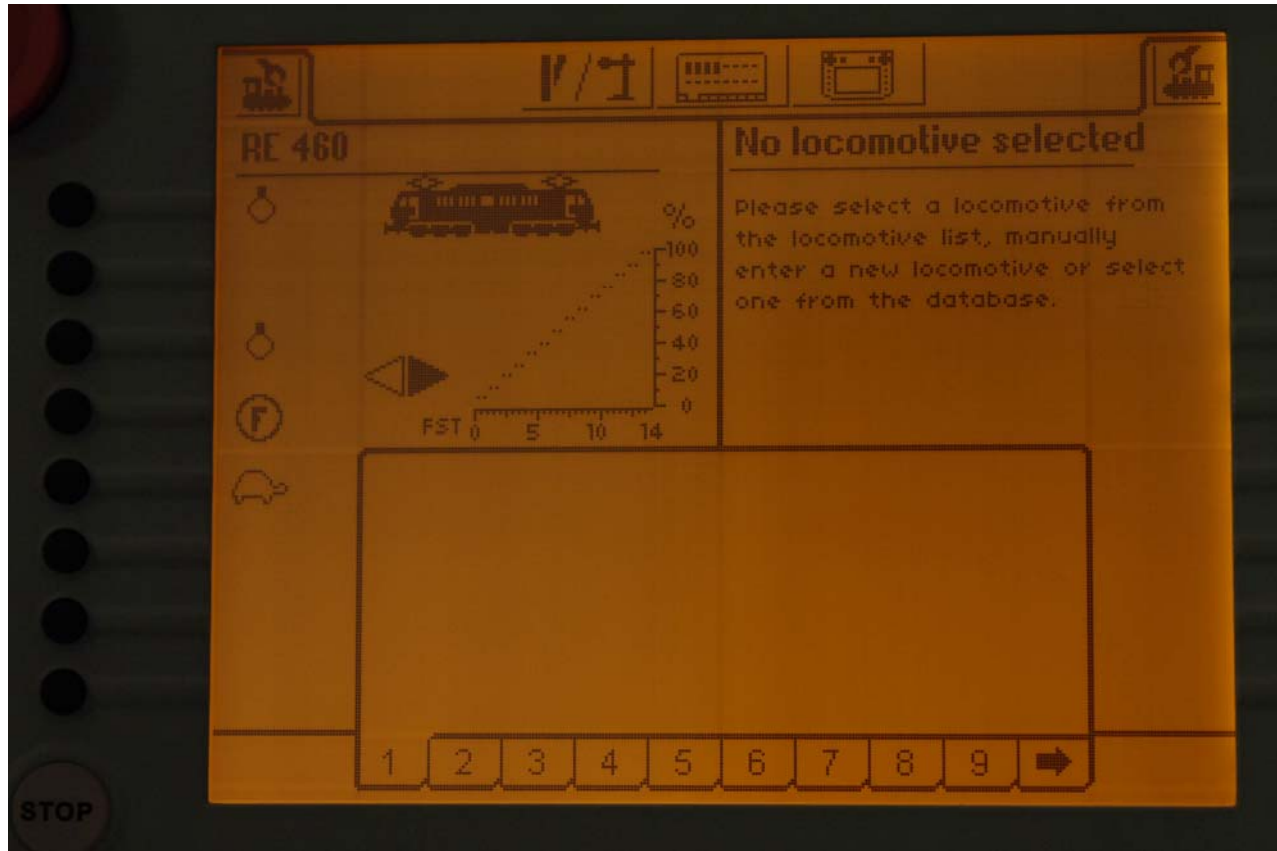 RE 460
No locomotive selected
Please select a locomotive from
the locomotive list, manually
enter a new locomotive or select
one from the database.
%
100
80
60
40
20
0
F
FST 0 5 10 14
1 2 3 4 5 6 7 8 9
STOP